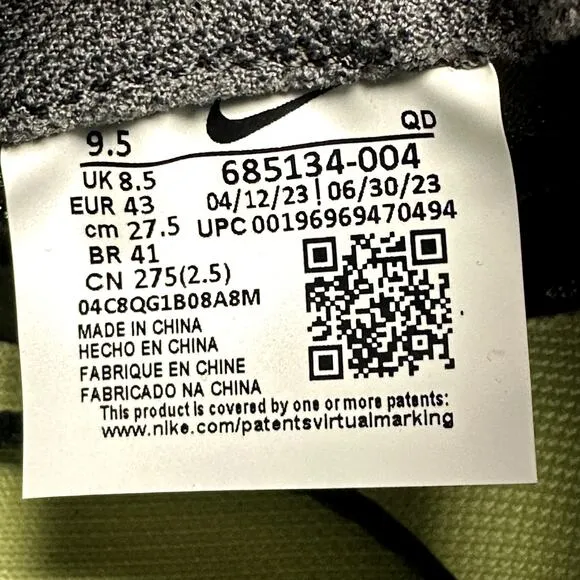 9.5 QD
UK 8.5 685134-004
EUR 43 04/12/23 | 06/30/23
cm 27.5 UPC 00196969470494
BR 41
CN 275(2.5)
04C8QG1B08A8M
MADE IN CHINA
HECHO EN CHINA
FABRIQUE EN CHINE
FABRICADO NA CHINA
This product is covered by one or more patents:
www.nike.com/patentsvirtualmarking